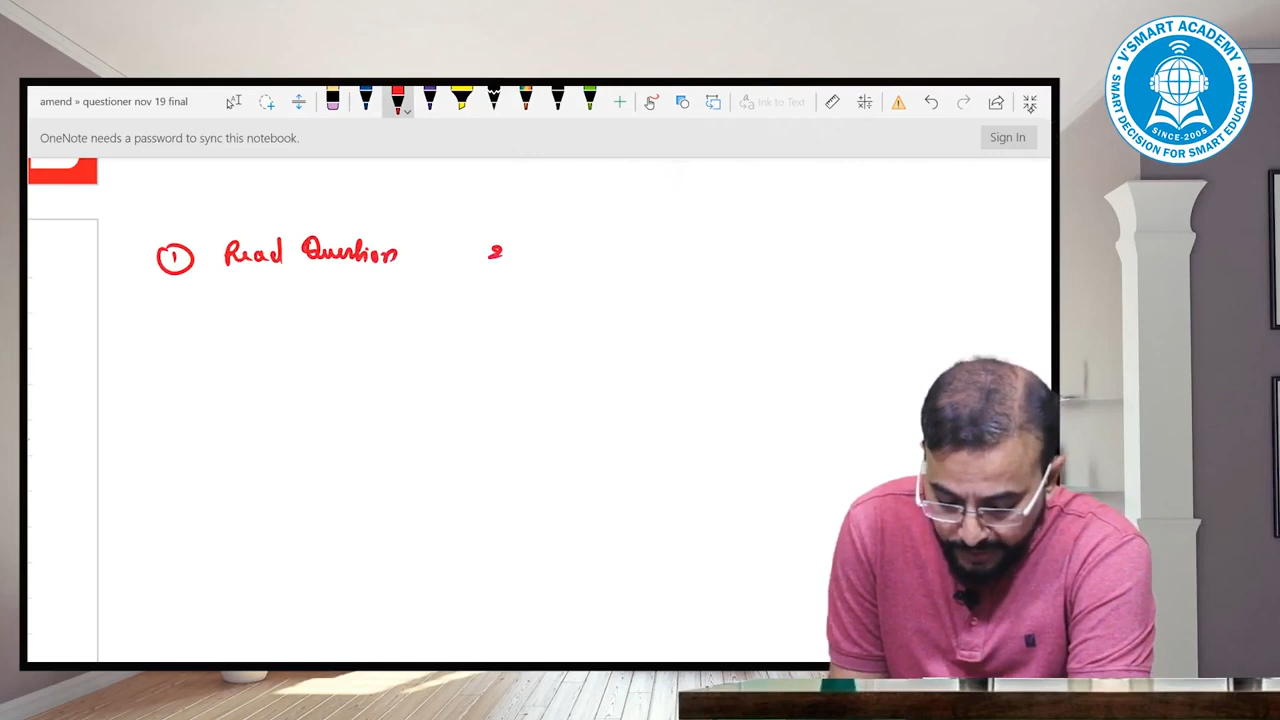 V'SMART ACADEMY
SMART DECISION FOR SMART EDUCATION
SINCE-2005
amend » questioner nov 19 final
Ink to Text
OneNote needs a password to sync this notebook.
Sign In
① Read Question 2